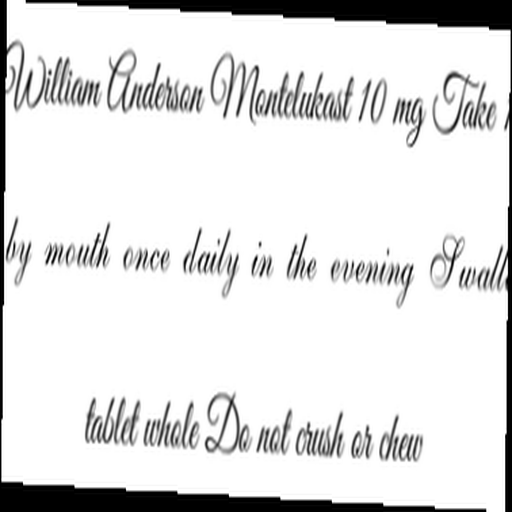 William Anderson Montelukast 10 mg Take
by mouth once daily in the evening
tablet whole Do not crush or chew